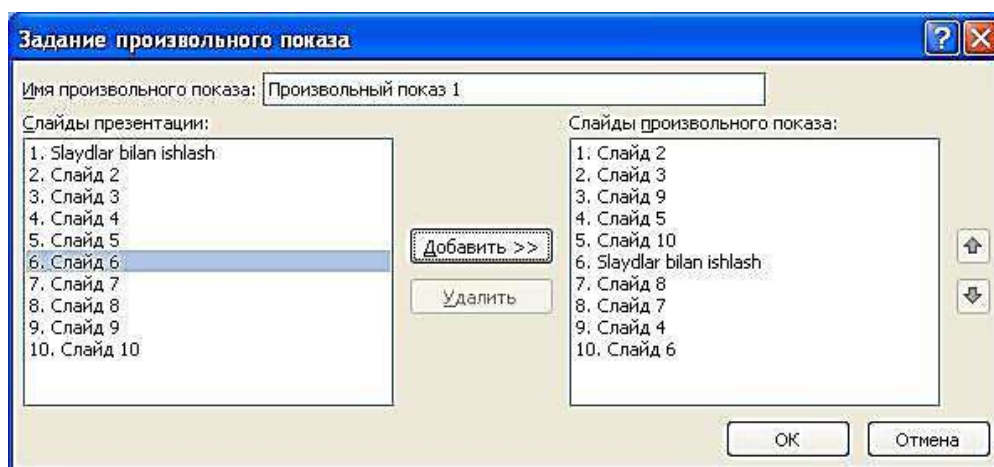 Задание произвольного показа
Имя произвольного показа: Произвольный показ 1
Слайды презентации:
1. Slaydlar bilan ishlash
2. Слайд 2
3. Слайд 3
4. Слайд 4
5. Слайд 5
6. Слайд 6
7. Слайд 7
8. Слайд 8
9. Слайд 9
10. Слайд 10
Добавить >>
Удалить
Слайды произвольного показа:
1. Слайд 2
2. Слайд 3
3. Слайд 9
4. Слайд 5
5. Слайд 10
6. Slaydlar bilan ishlash
7. Слайд 8
8. Слайд 7
9. Слайд 4
10. Слайд 6
ОК
Отмена